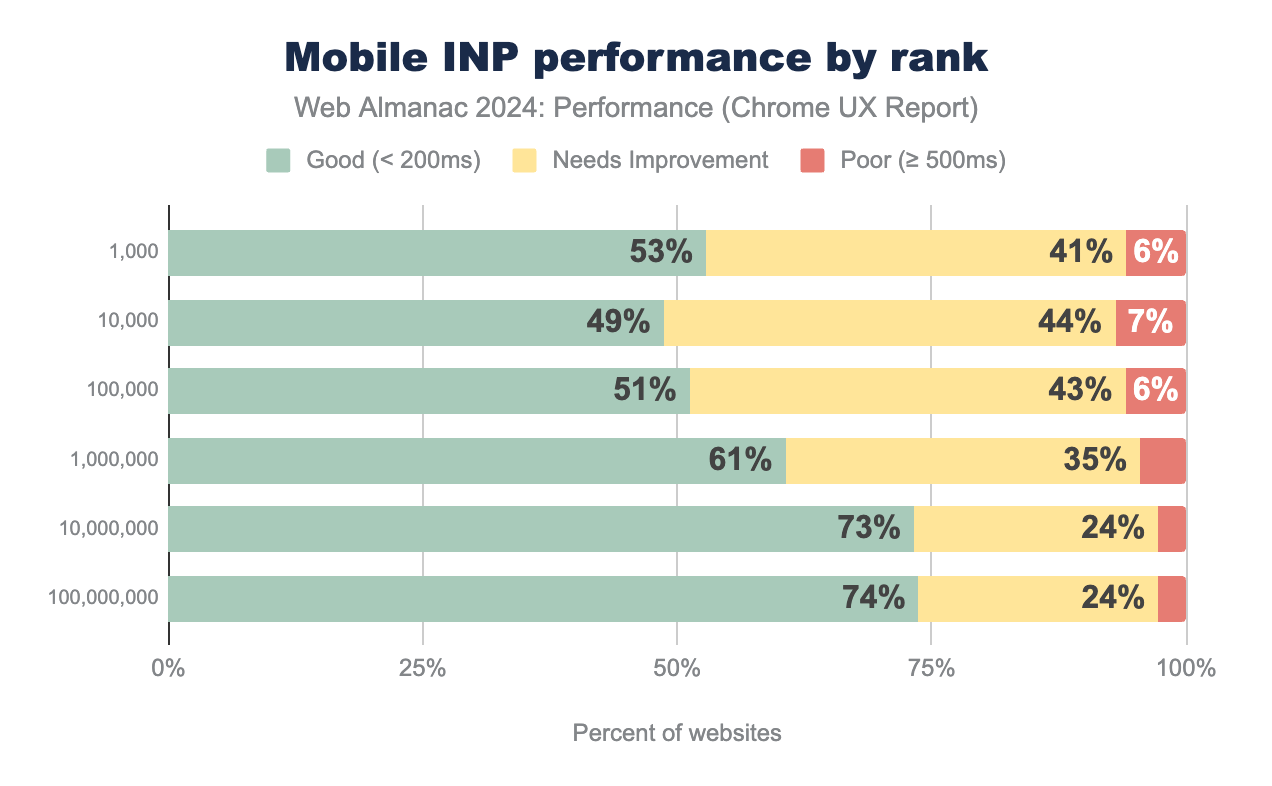 Mobile INP performance by rank
Web Almanac 2024: Performance (Chrome UX Report)
Good (< 200ms) Needs Improvement Poor (≥ 500ms)
1,000 53% 41% 6%
10,000 49% 44% 7%
100,000 51% 43% 6%
1,000,000 61% 35%
10,000,000 73% 24%
100,000,000 74% 24%
0% 25% 50% 75% 100%
Percent of websites